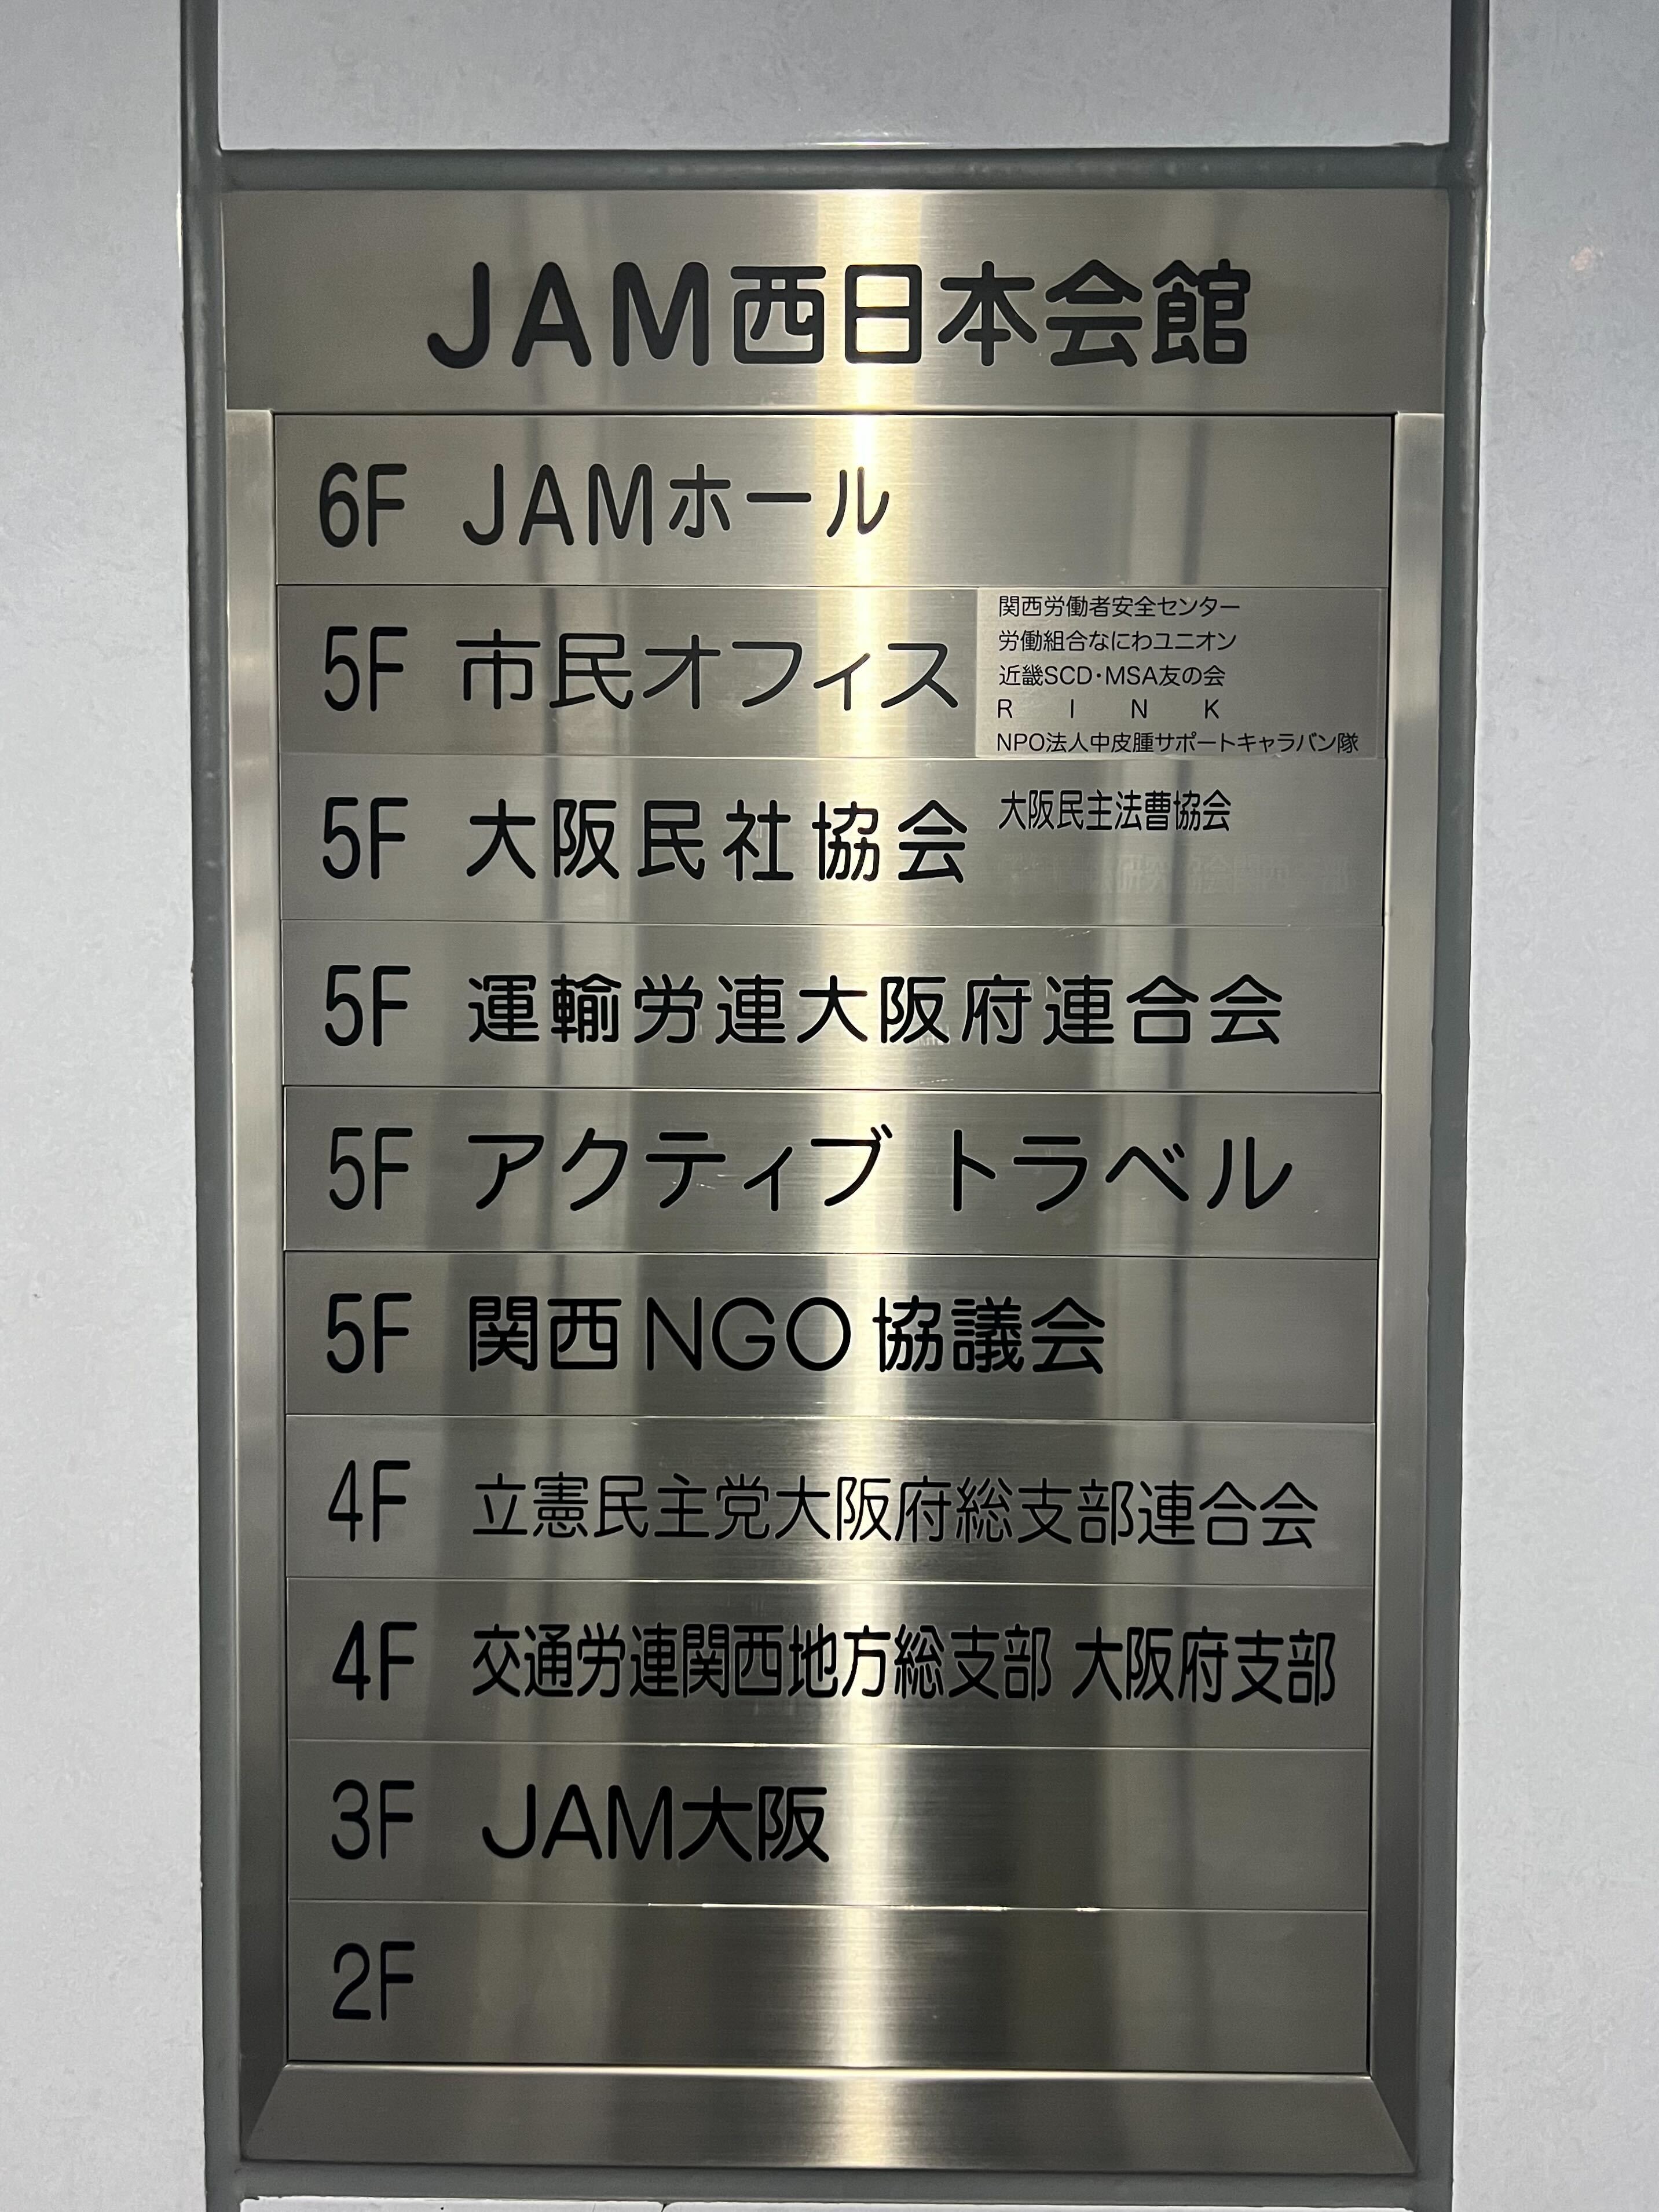 JAM西日本会館
6F JAMホール
5F 市民オフィス
関西労働者安全センター
労働組合なにわユニオン
近畿SCD・MSA友の会
R I N K
NPO法人中皮腫サポートキャラバン隊
5F 大阪民社協会 大阪民主法曹協会
5F 運輸労連大阪府連合会
5F アクティブ トラベル
5F 関西 NGO 協議会
4F 立憲民主党大阪府総支部連合会
4F 交通労連関西地方総支部 大阪府支部
3F JAM大阪
2F